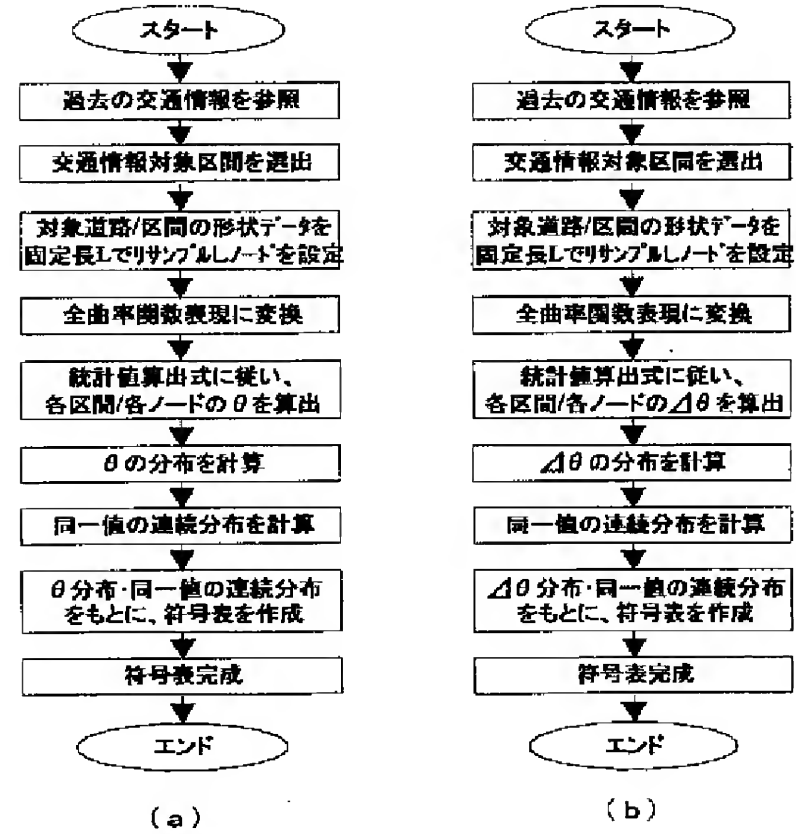 スタート
過去の交通情報を参照
交通情報対象区間を選出
対象道路/区間の形状データを
固定長Lでリサンプルしノードを設定
全曲率関数表現に変換
統計値算出式に従い、
各区間/各ノードのθを算出
θの分布を計算
同一値の連続分布を計算
θ分布・同一値の連続分布
をもとに、符号表を作成
符号表完成
エンド
(a)
スタート
過去の交通情報を参照
交通情報対象区間を選出
対象道路/区間の形状データを
固定長Lでリサンプルしノードを設定
全曲率関数表現に変換
統計値算出式に従い、
各区間/各ノードの⊿θを算出
⊿θの分布を計算
同一値の連続分布を計算
⊿θ分布・同一値の連続分布
をもとに、符号表を作成
符号表完成
エンド
(b)